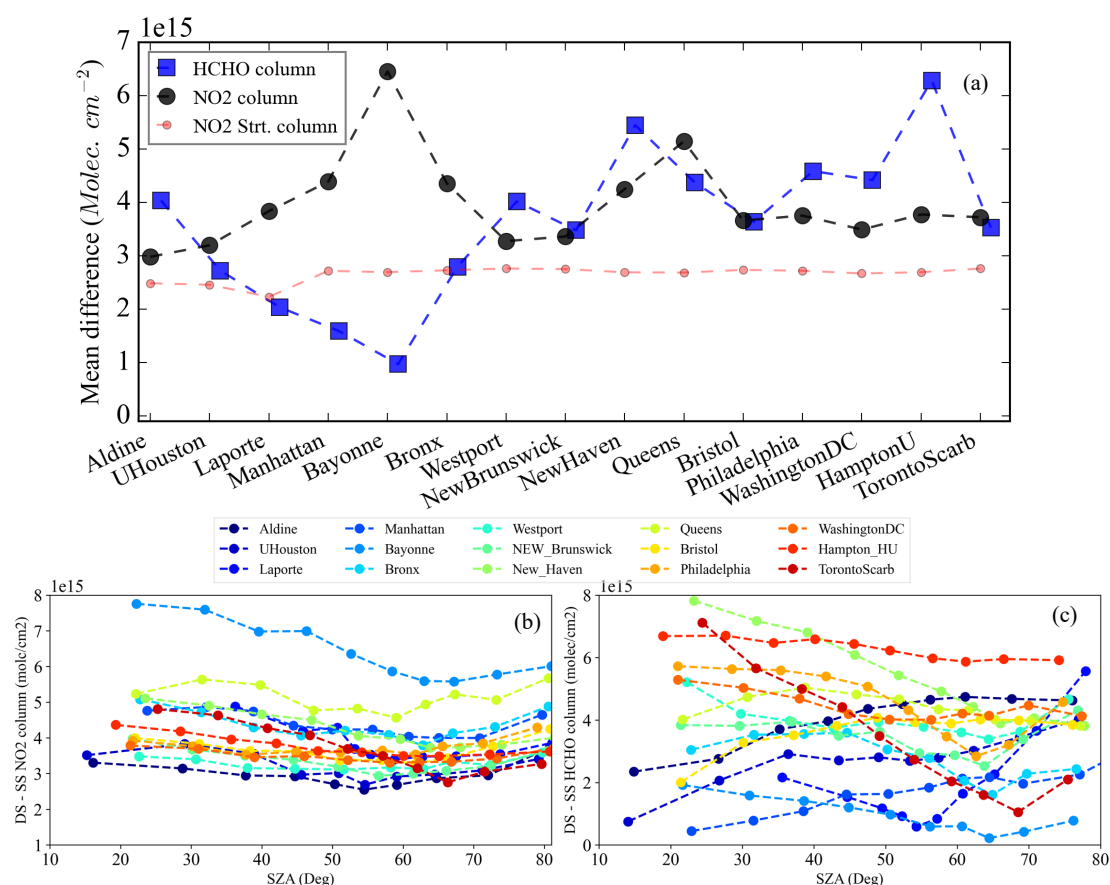 1e15
7
6
5
4
3
2
1
0
Mean difference (Molec. cm−2)
HCHO column
NO2 column
NO2 Strt. column
(a)
Aldine
UHouston
Laporte
Manhattan
Bayonne
Bronx
Westport
NewBrunswick
NewHaven
Queens
Bristol
Philadelphia
WashingtonDC
HamptonU
TorontoScarb
Aldine Manhattan Westport Queens WashingtonDC
UHouston Bayonne NEW_Brunswick Bristol Hampton_HU
Laporte Bronx New_Haven Philadelphia TorontoScarb
1e15
8
7
6
5
4
3
2
1
DS - SS NO2 column (molc/cm2)
(b)
10 20 30 40 50 60 70 80
SZA (Deg)
1e15
8
6
4
2
0
DS - SS HCHO column (molec/cm2)
(c)
10 20 30 40 50 60 70 80
SZA (Deg)